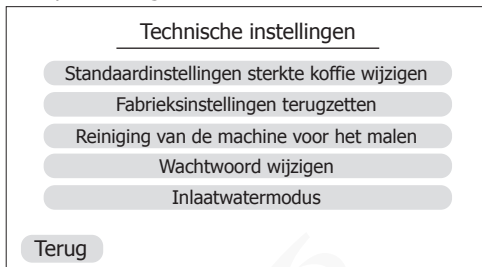 Technische instellingen
Standaardinstellingen sterkte koffie wijzigen
Fabrieksinstellingen terugzetten
Reiniging van de machine voor het malen
Wachtwoord wijzigen
Inlaatwatermodus
Terug